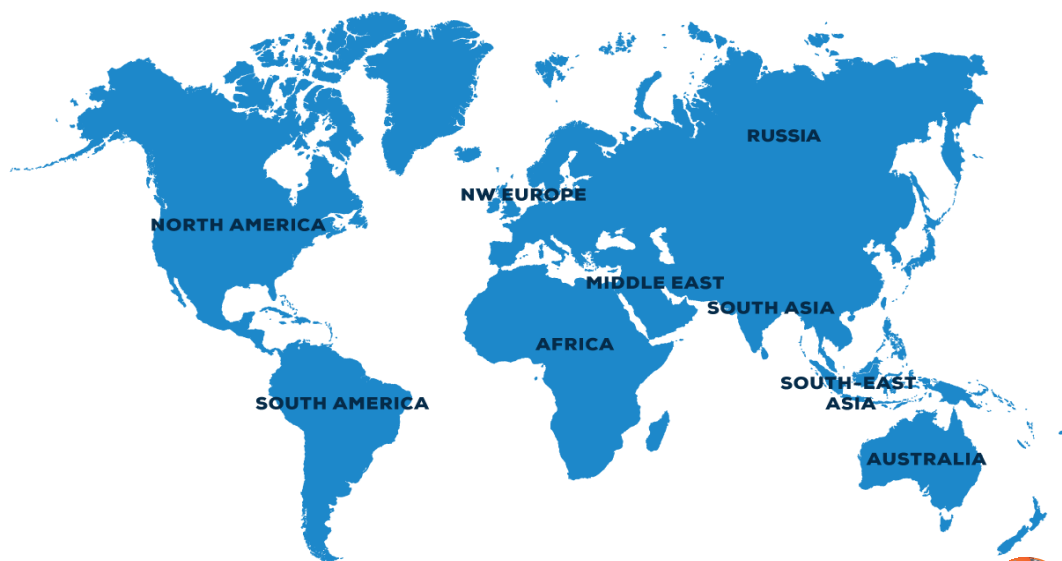 RUSSIA
NW EUROPE
NORTH AMERICA
MIDDLE EAST
SOUTH ASIA
AFRICA
SOUTH-EAST
ASIA
SOUTH AMERICA
AUSTRALIA